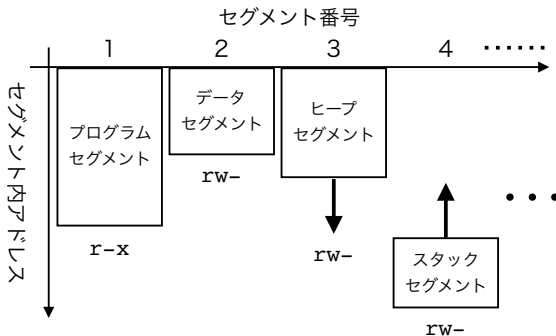 セグメント番号
1 2 3 4 ……
セグメント内アドレス
プログラム
セグメント
r-x
データ
セグメント
rw-
ヒープ
セグメント
rw-
スタック
セグメント
rw-
• • •